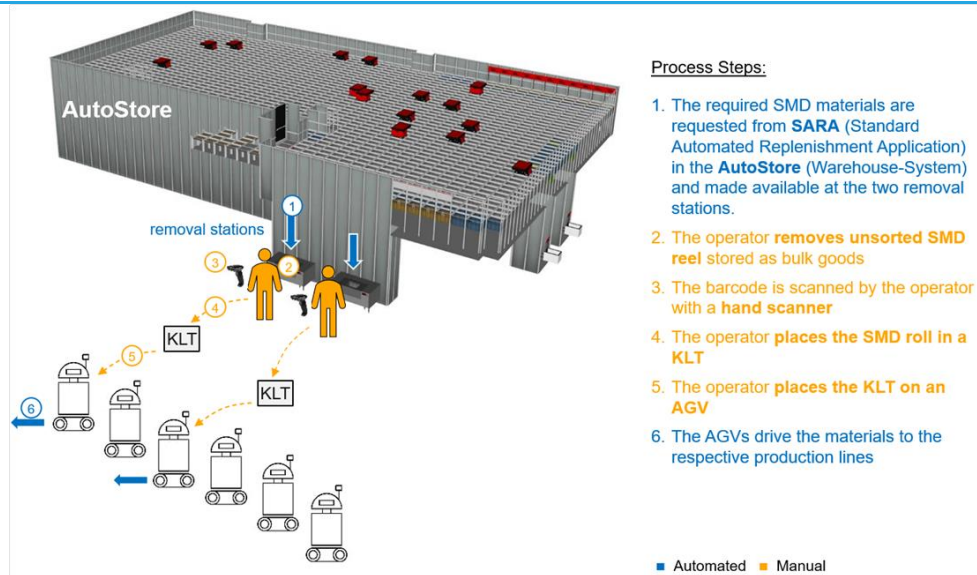 AutoStore
removal stations
1
2
3
4
5
6
KLT
KLT
Process Steps:
1. The required SMD materials are
requested from SARA (Standard
Automated Replenishment Application)
in the AutoStore (Warehouse-System)
and made available at the two removal
stations.
2. The operator removes unsorted SMD
reel stored as bulk goods
3. The barcode is scanned by the operator
with a hand scanner
4. The operator places the SMD roll in a
KLT
5. The operator places the KLT on an
AGV
6. The AGVs drive the materials to the
respective production lines
Automated
Manual